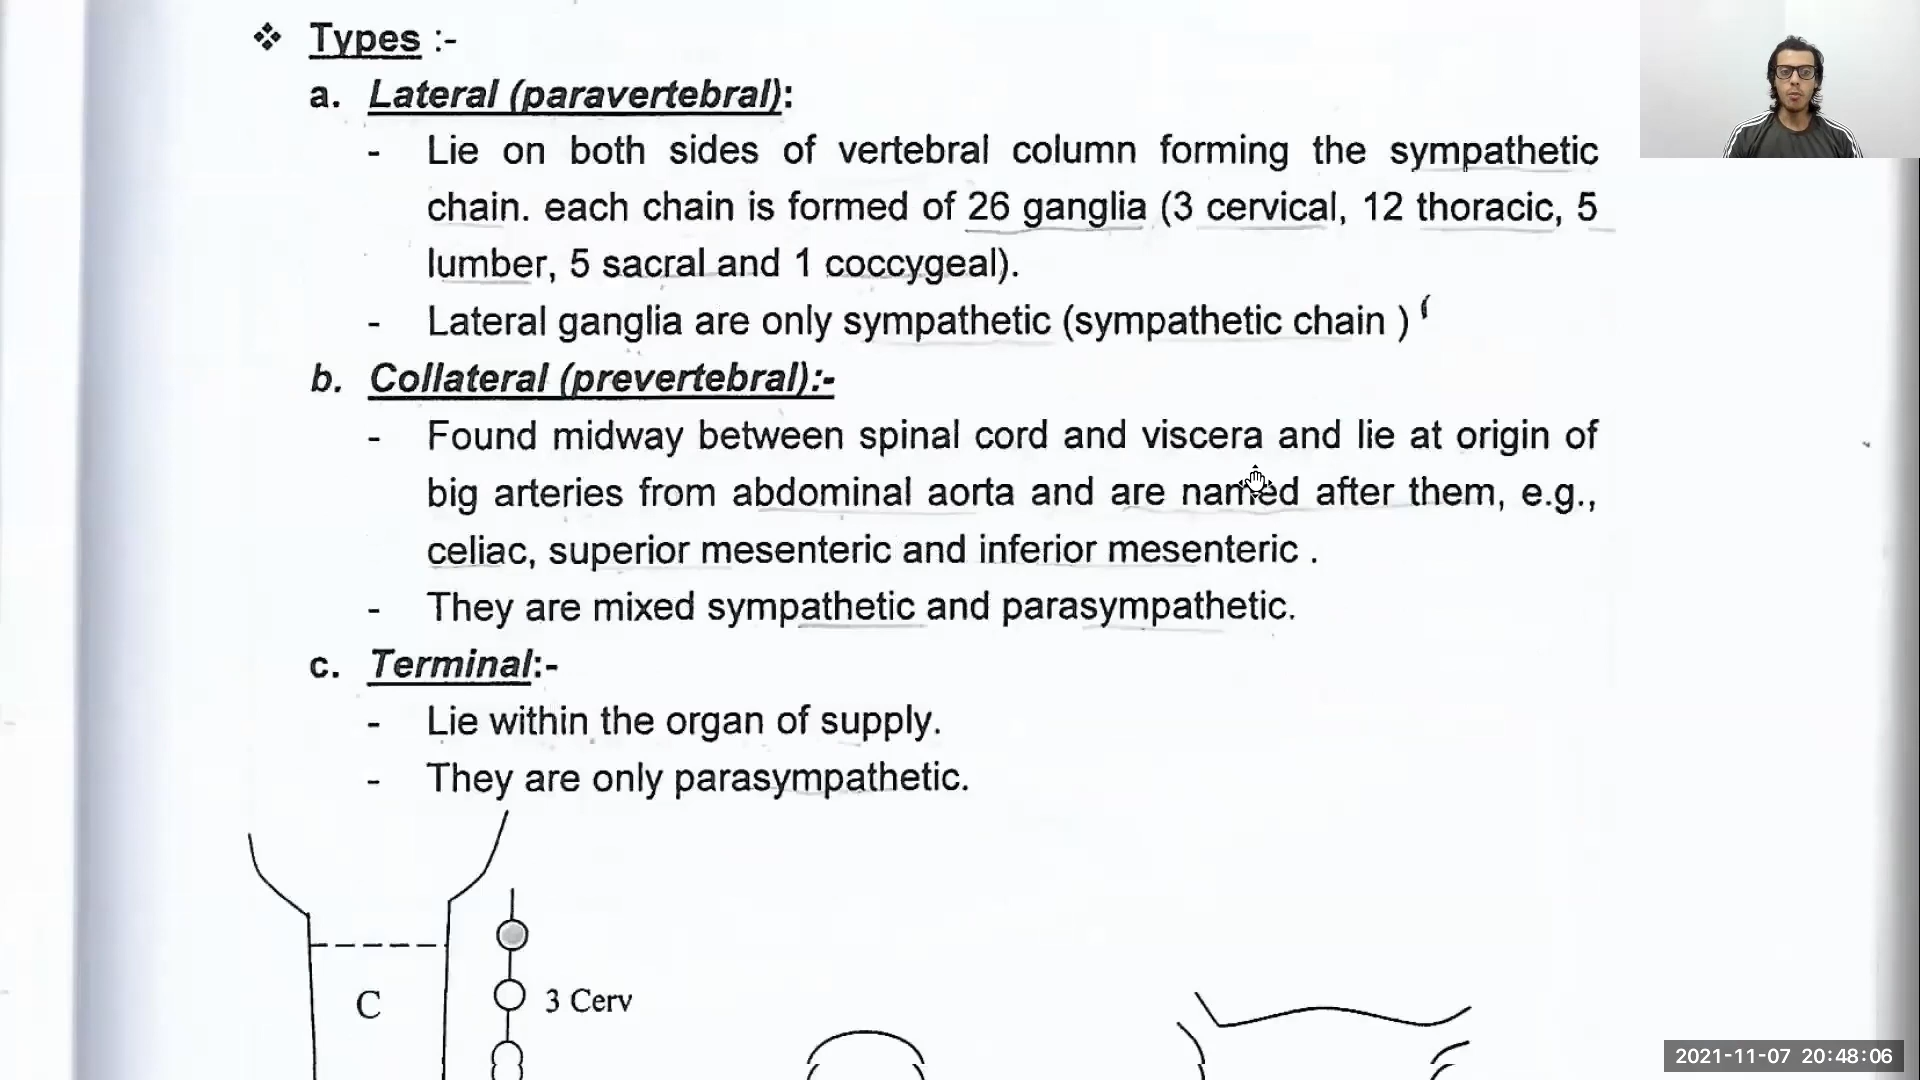 ❖ Types :-
a. Lateral (paravertebral):
- Lie on both sides of vertebral column forming the sympathetic
chain. each chain is formed of 26 ganglia (3 cervical, 12 thoracic, 5
lumber, 5 sacral and 1 coccygeal).
- Lateral ganglia are only sympathetic (sympathetic chain )
b. Collateral (prevertebral):-
- Found midway between spinal cord and viscera and lie at origin of
big arteries from abdominal aorta and are named after them, e.g.,
celiac, superior mesenteric and inferior mesenteric .
- They are mixed sympathetic and parasympathetic.
c. Terminal:-
- Lie within the organ of supply.
- They are only parasympathetic.
C
3 Cerv
2021-11-07 20:48:06